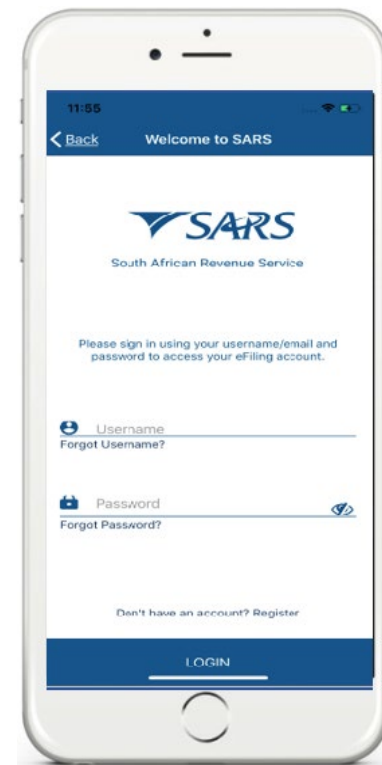 11:55
Back
Welcome to SARS
SARS
South African Revenue Service
Please sign in using your username/email and
password to access your eFiling account.
Username
Forgot Username?
Password
Forgot Password?
Don't have an account? Register
LOGIN